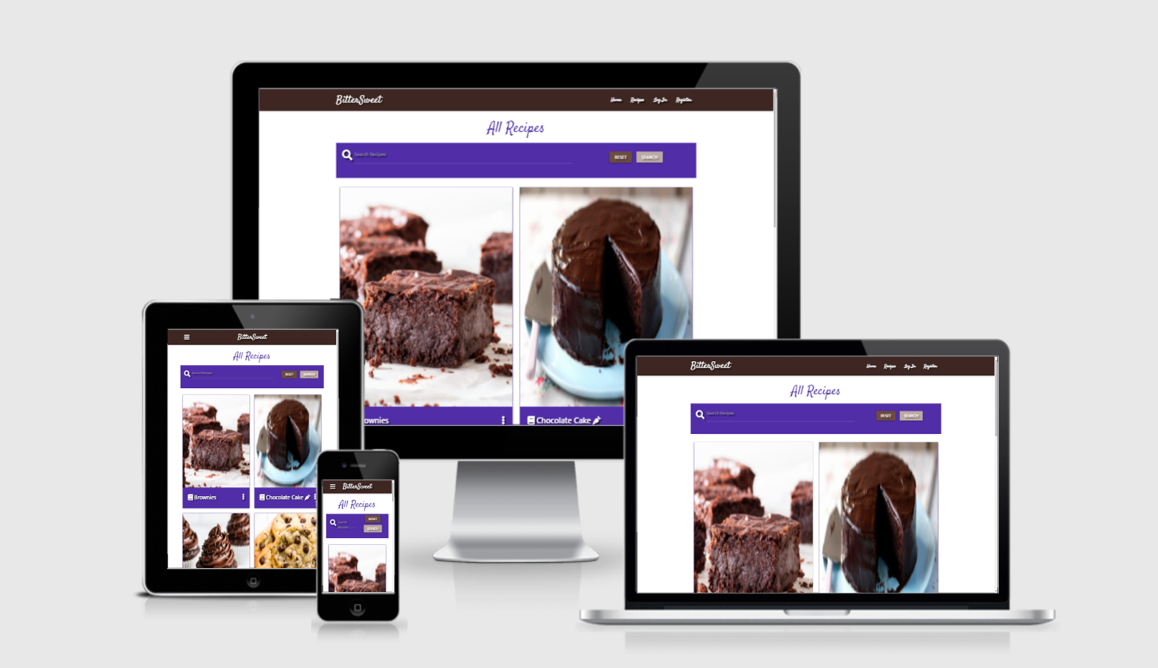 BitterSweet
Home Recipes Log In Register
All Recipes
Search Recipes
RESET SEARCH
rownies
Chocolate Cake
BitterSweet
All Recipes
Search Recipes
RESET SEARCH
Brownies
Chocolate Cake
BitterSweet
All Recipes
Search
Recipes
RESET
SEARCH
BitterSweet
Home Recipes Log In Register
All Recipes
Search Recipes
RESET SEARCH